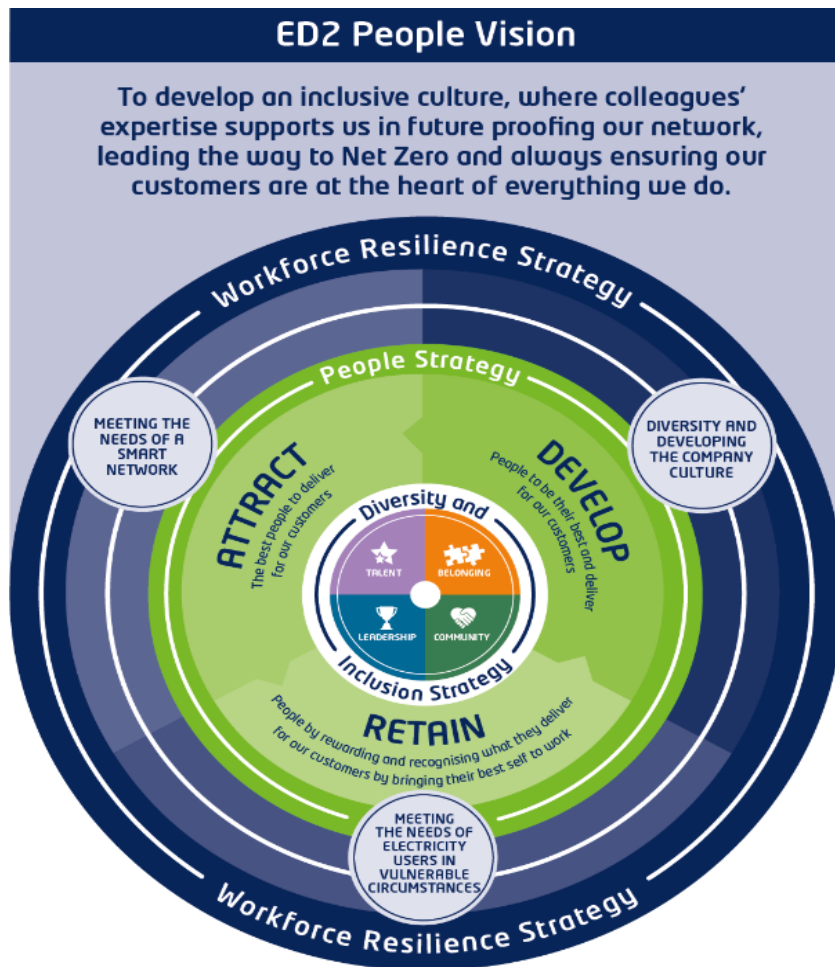 ED2 People Vision
To develop an inclusive culture, where colleagues'
expertise supports us in future proofing our network,
leading the way to Net Zero and always ensuring our
customers are at the heart of everything we do.
Workforce Resilience Strategy
People Strategy
MEETING THE
NEEDS OF A
SMART
NETWORK
DIVERSITY AND
DEVELOPING
THE COMPANY
CULTURE
ATTRACT
The best people to deliver
for our customers
DEVELOP
People to be their best and deliver
for our customers
Diversity and
TALENT
BELONGING
LEADERSHIP
COMMUNITY
Inclusion Strategy
RETAIN
People by rewarding and recognising what they deliver
for our customers by bringing their best self to work
MEETING
THE NEEDS OF
ELECTRICITY
USERS IN
VULNERABLE
CIRCUMSTANCES
Workforce Resilience Strategy